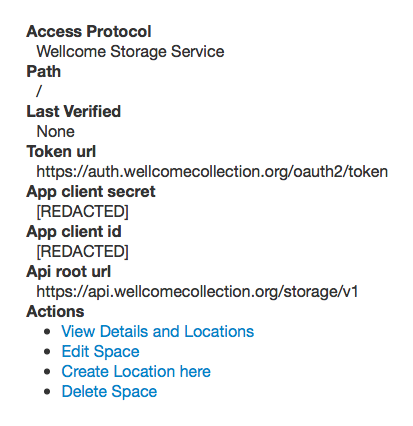 Access Protocol
Wellcome Storage Service
Path
/
Last Verified
None
Token url
https://auth.wellcomecollection.org/oauth2/token
App client secret
[REDACTED]
App client id
[REDACTED]
Api root url
https://api.wellcomecollection.org/storage/v1
Actions
• View Details and Locations
• Edit Space
• Create Location here
• Delete Space